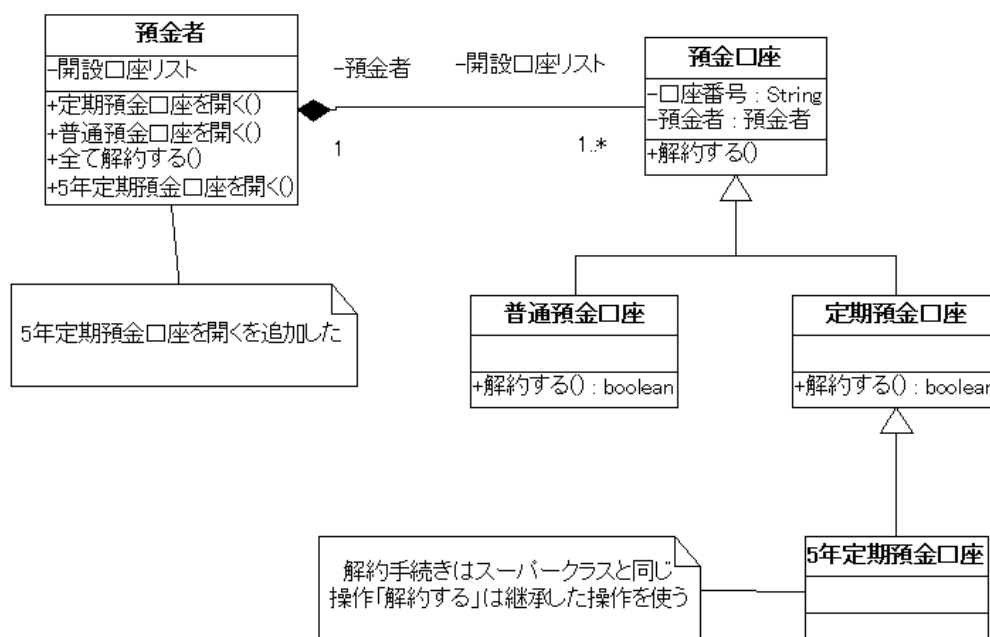 預金者
-開設口座リスト
+定期預金口座を開く()
+普通預金口座を開く()
+全て解約する()
+5年定期預金口座を開く()
-預金者
-開設口座リスト
1
1..*
預金口座
-口座番号 : String
-預金者 : 預金者
+解約する()
5年定期預金口座を開くを追加した
普通預金口座
+解約する() : boolean
定期預金口座
+解約する() : boolean
解約手続きはスーパークラスと同じ
操作「解約する」は継承した操作を使う
5年定期預金口座